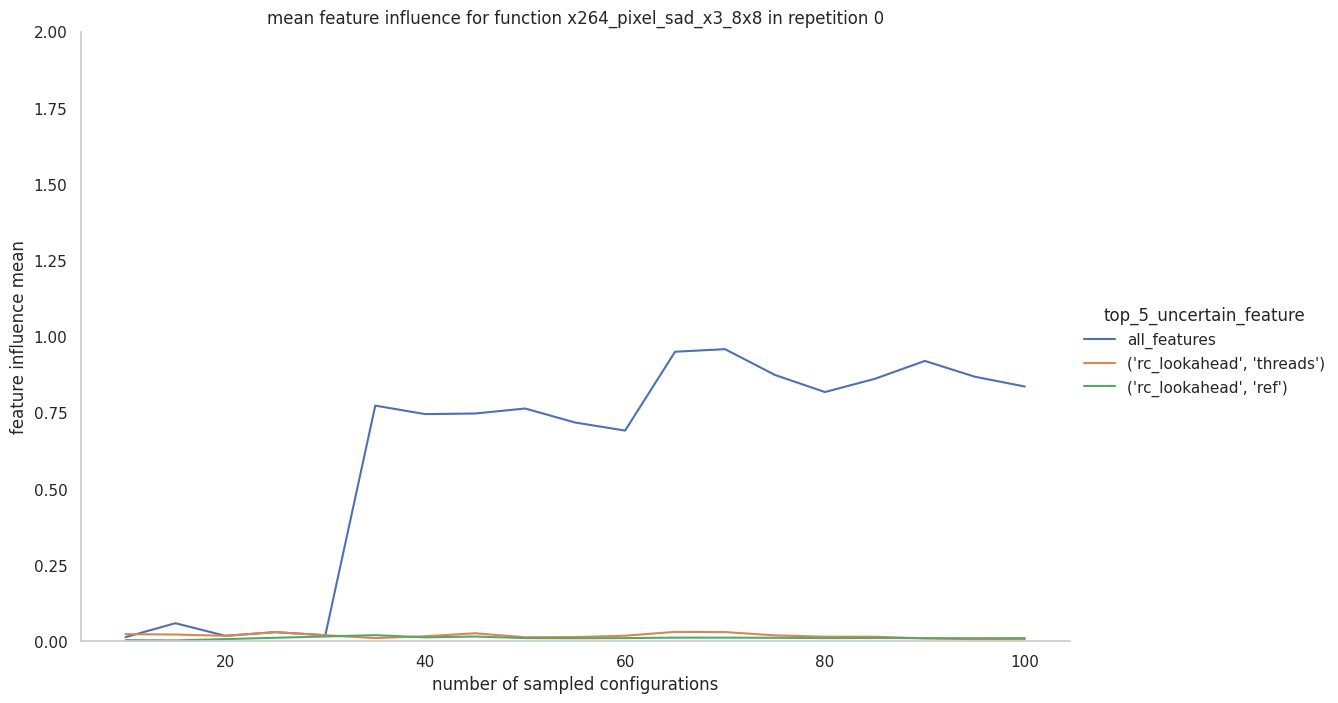 mean feature influence for function x264_pixel_sad_x3_8x8 in repetition 0
2.00
1.75
1.50
1.25
1.00
0.75
0.50
0.25
0.00
feature influence mean
20 40 60 80 100
number of sampled configurations
top_5_uncertain_feature
all_features
('rc_lookahead', 'threads')
('rc_lookahead', 'ref')